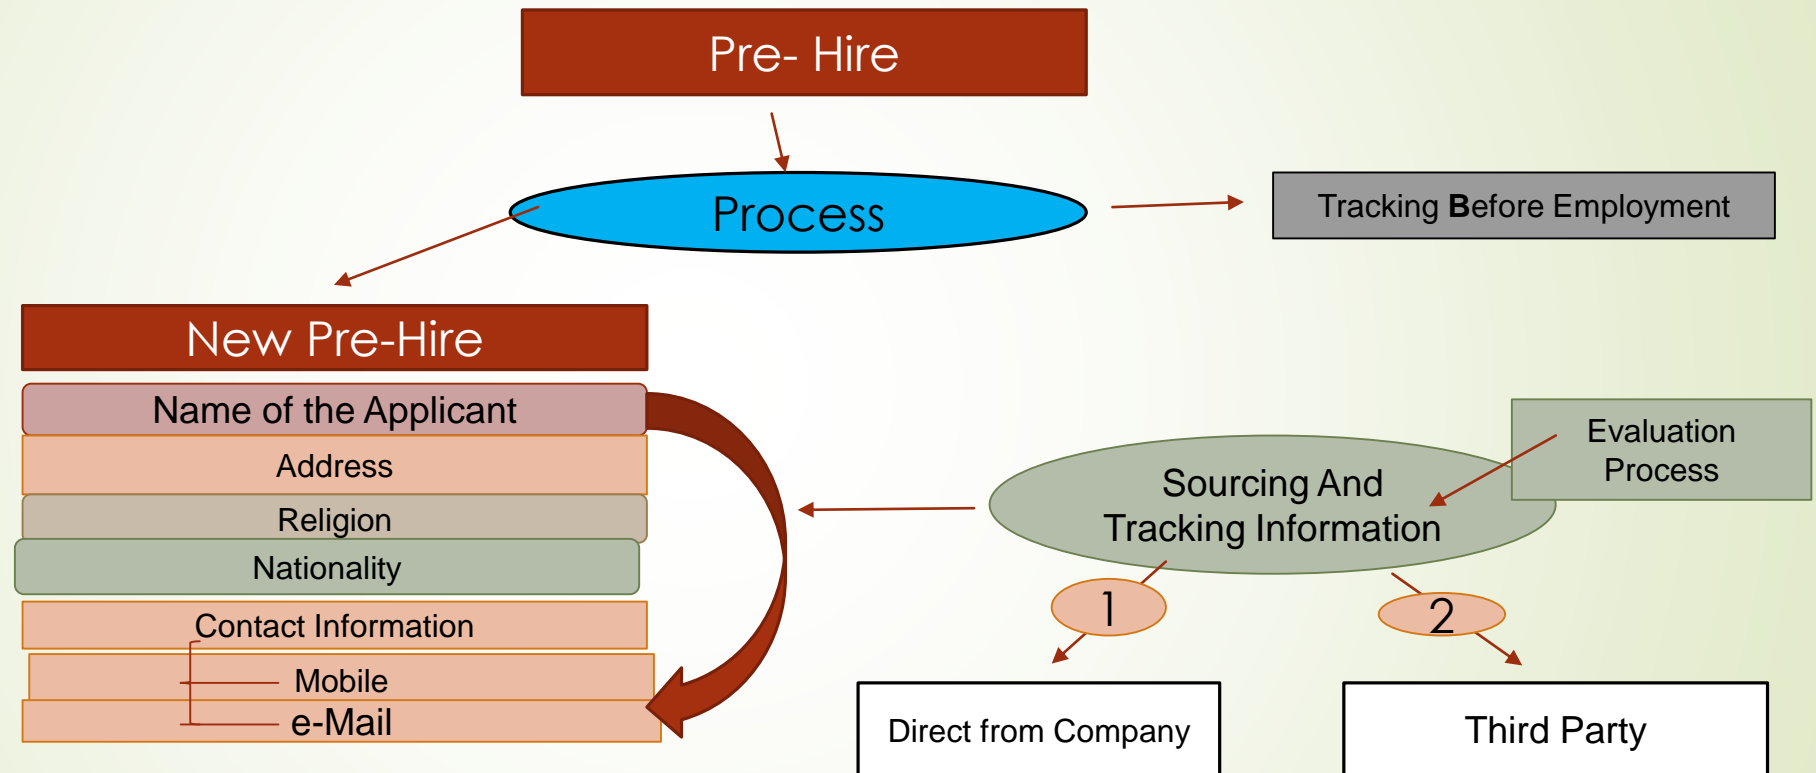 Pre- Hire
Process
Tracking Before Employment
New Pre-Hire
Name of the Applicant
Address
Religion
Nationality
Contact Information
Mobile
e-Mail
Evaluation
Process
Sourcing And
Tracking Information
1
2
Direct from Company
Third Party